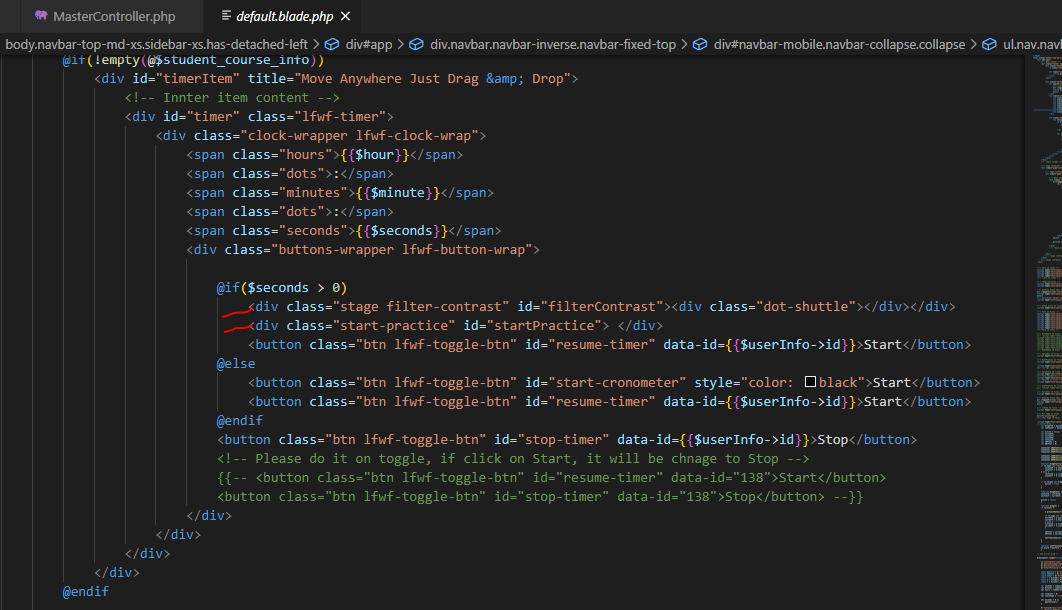 MasterController.php
default.blade.php ×
body.navbar-top-md-xs.sidebar-xs.has-detached-left > div#app > div.navbar.navbar-inverse.navbar-fixed-top > div#navbar-mobile.navbar-collapse.collapse > ul.nav.navl
@if(!empty(@$student_course_info))
<div id="timerItem" title="Move Anywhere Just Drag &amp; Drop">
<!-- Innter item content -->
<div id="timer" class="lfwf-timer">
<div class="clock-wrapper lfwf-clock-wrap">
<span class="hours">{{$hour}}</span>
<span class="dots">:</span>
<span class="minutes">{{$minute}}</span>
<span class="dots">:</span>
<span class="seconds">{{$seconds}}</span>
<div class="buttons-wrapper lfwf-button-wrap">
@if($seconds > 0)
<div class="stage filter-contrast" id="filterContrast"><div class="dot-shuttle"></div></div>
<div class="start-practice" id="startPractice"> </div>
<button class="btn lfwf-toggle-btn" id="resume-timer" data-id={{$userInfo->id}}>Start</button>
@else
<button class="btn lfwf-toggle-btn" id="start-cronometer" style="color: black">Start</button>
<button class="btn lfwf-toggle-btn" id="resume-timer" data-id={{$userInfo->id}}>Start</button>
@endif
<button class="btn lfwf-toggle-btn" id="stop-timer" data-id={{$userInfo->id}}>Stop</button>
<!-- Please do it on toggle, if click on Start, it will be chnage to Stop -->
{{-- <button class="btn lfwf-toggle-btn" id="resume-timer" data-id="138">Start</button>
<button class="btn lfwf-toggle-btn" id="stop-timer" data-id="138">Stop</button> --}}
</div>
</div>
</div>
</div>
@endif